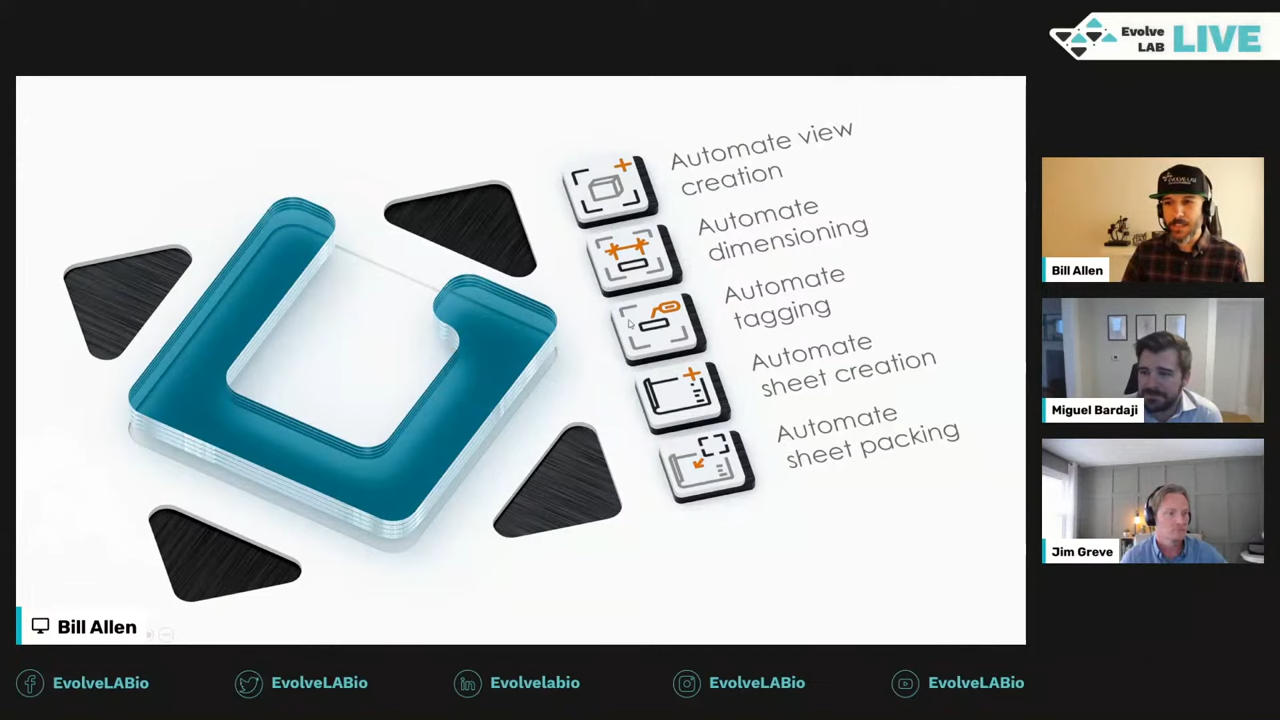 Evolve
LAB LIVE
Automate view
creation
Automate
dimensioning
Automate
tagging
Automate
sheet creation
Automate
sheet packing
Bill Allen
Miguel Bardaji
Jim Greve
Bill Allen
EvolveLABio
EvolveLABio
Evolvelabio
EvolveLABio
EvolveLABio